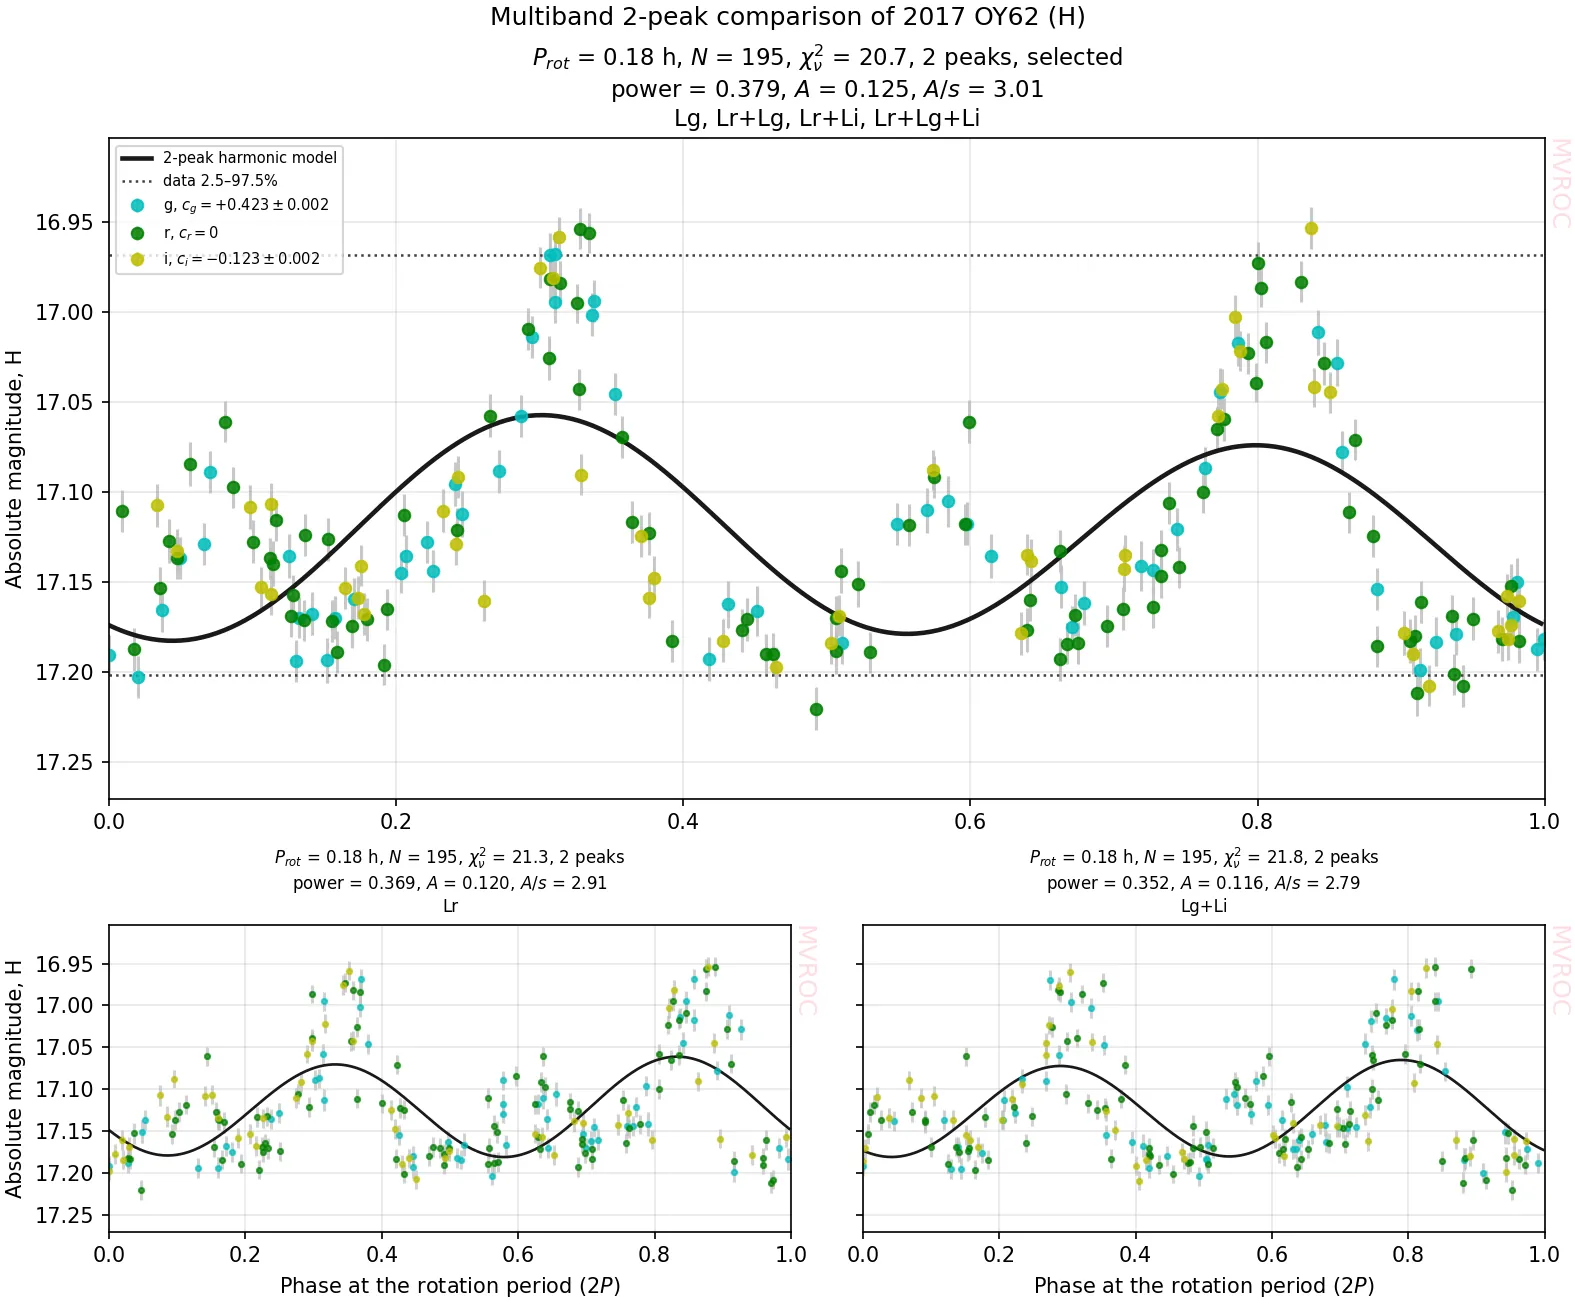 Multiband 2-peak comparison of 2017 OY62 (H)
P_rot = 0.18 h, N = 195, χ²_ν = 20.7, 2 peaks, selected
power = 0.379, A = 0.125, A/s = 3.01
Lg, Lr+Lg, Lr+Li, Lr+Lg+Li
2-peak harmonic model
data 2.5–97.5%
g, c_g = +0.423 ± 0.002
r, c_r = 0
i, c_i = −0.123 ± 0.002
MVROC
Absolute magnitude, H
16.95
17.00
17.05
17.10
17.15
17.20
17.25
0.0 0.2 0.4 0.6 0.8 1.0
P_rot = 0.18 h, N = 195, χ²_ν = 21.3, 2 peaks
power = 0.369, A = 0.120, A/s = 2.91
Lr
MVROC
Absolute magnitude, H
16.95
17.00
17.05
17.10
17.15
17.20
17.25
0.0 0.2 0.4 0.6 0.8 1.0
Phase at the rotation period (2P)
P_rot = 0.18 h, N = 195, χ²_ν = 21.8, 2 peaks
power = 0.352, A = 0.116, A/s = 2.79
Lg+Li
MVROC
0.0 0.2 0.4 0.6 0.8 1.0
Phase at the rotation period (2P)